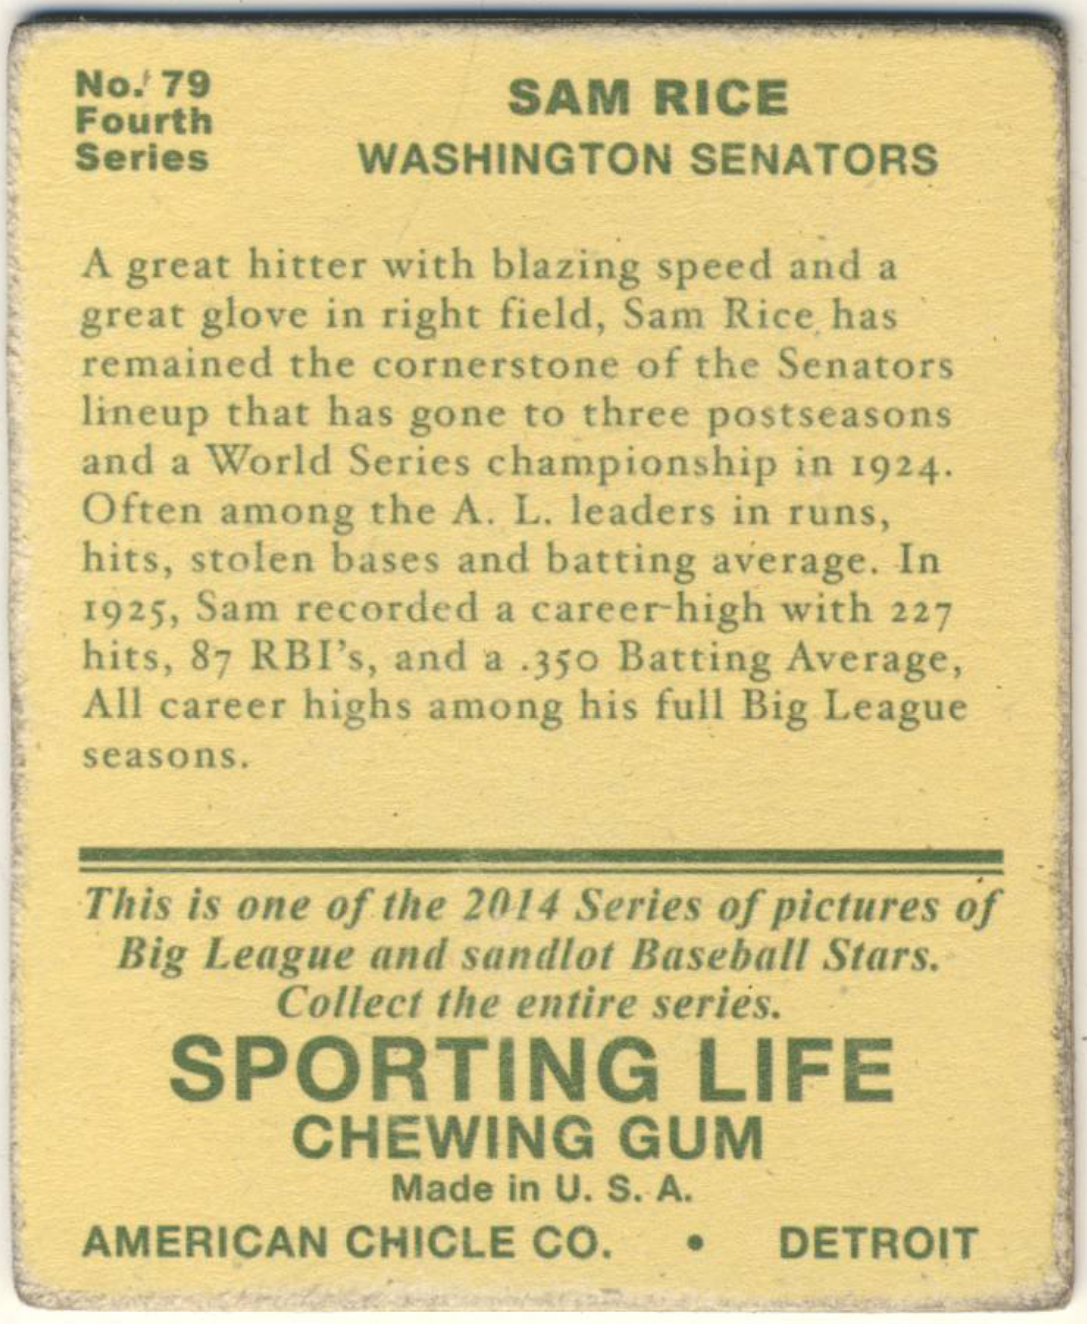 No. 79
Fourth
Series
SAM RICE
WASHINGTON SENATORS
A great hitter with blazing speed and a
great glove in right field, Sam Rice has
remained the cornerstone of the Senators
lineup that has gone to three postseasons
and a World Series championship in 1924.
Often among the A. L. leaders in runs,
hits, stolen bases and batting average. In
1925, Sam recorded a career-high with 227
hits, 87 RBI's, and a .350 Batting Average,
All career highs among his full Big League
seasons.
This is one of the 2014 Series of pictures of
Big League and sandlot Baseball Stars.
Collect the entire series.
SPORTING LIFE
CHEWING GUM
Made in U. S. A.
AMERICAN CHICLE CO. • DETROIT